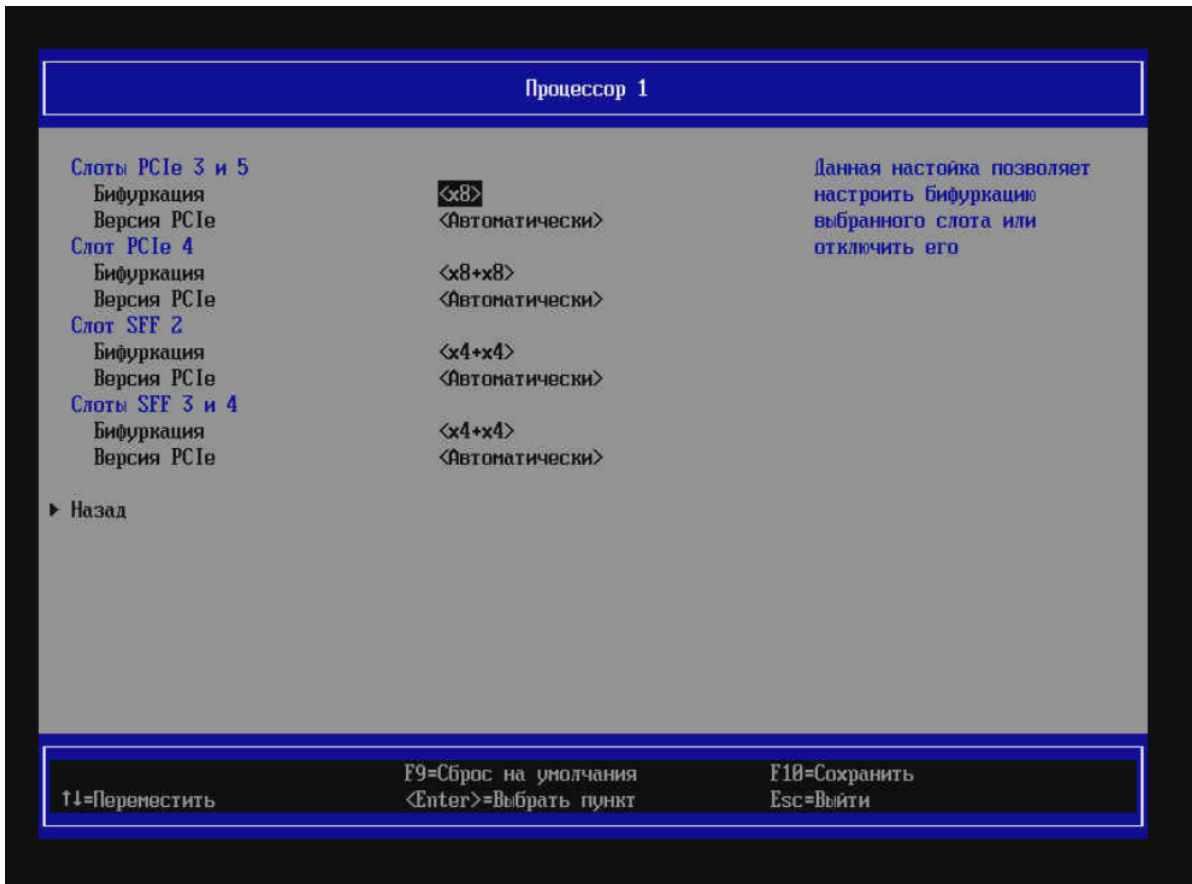 Процессор 1
Слоты PCIe 3 и 5
Бифуркация <x8>
Версия PCIe <Автоматически>
Слот PCIe 4
Бифуркация <x8+x8>
Версия PCIe <Автоматически>
Слот SFF 2
Бифуркация <x4+x4>
Версия PCIe <Автоматически>
Слоты SFF 3 и 4
Бифуркация <x4+x4>
Версия PCIe <Автоматически>
▶ Назад
Данная настойка позволяет
настроить бифуркацию
выбранного слота или
отключить его
F9=Сброс на умолчания F10=Сохранить
↑↓=Переместить <Enter>=Выбрать пункт Esc=Выйти